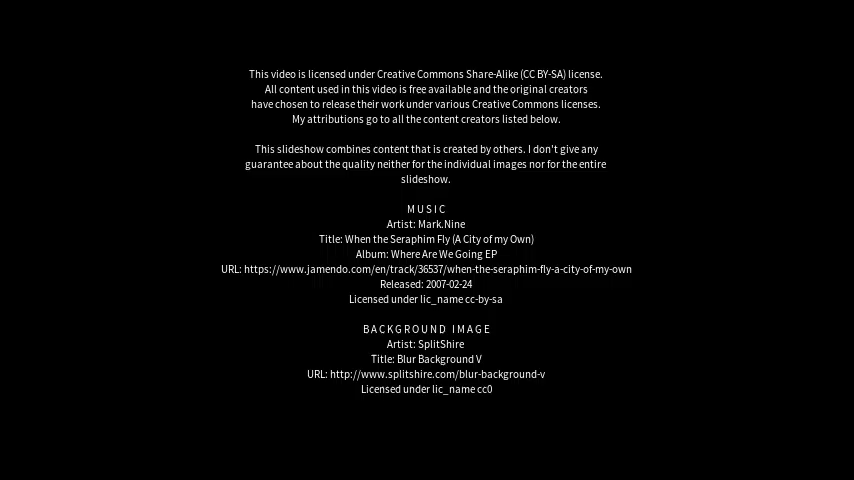 This video is licensed under Creative Commons Share-Alike (CC BY-SA) license.
All content used in this video is free available and the original creators
have chosen to release their work under various Creative Commons licenses.
My attributions go to all the content creators listed below.
This slideshow combines content that is created by others. I don't give any
guarantee about the quality neither for the individual images nor for the entire
slideshow.
MUSIC
Artist: Mark.Nine
Title: When the Seraphim Fly (A City of my Own)
Album: Where Are We Going EP
URL: https://www.jamendo.com/en/track/36537/when-the-seraphim-fly-a-city-of-my-own
Released: 2007-02-24
Licensed under lic_name cc-by-sa
BACKGROUND IMAGE
Artist: SplitShire
Title: Blur Background V
URL: http://www.splitshire.com/blur-background-v
Licensed under lic_name cc0